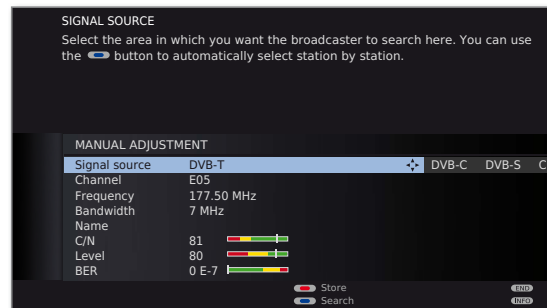 SIGNAL SOURCE
Select the area in which you want the broadcaster to search here. You can use
the button to automatically select station by station.
MANUAL ADJUSTMENT
Signal source DVB-T DVB-C DVB-S C
Channel E05
Frequency 177.50 MHz
Bandwidth 7 MHz
Name
C/N 81
Level 80
BER 0 E-7
Store END
Search INFO